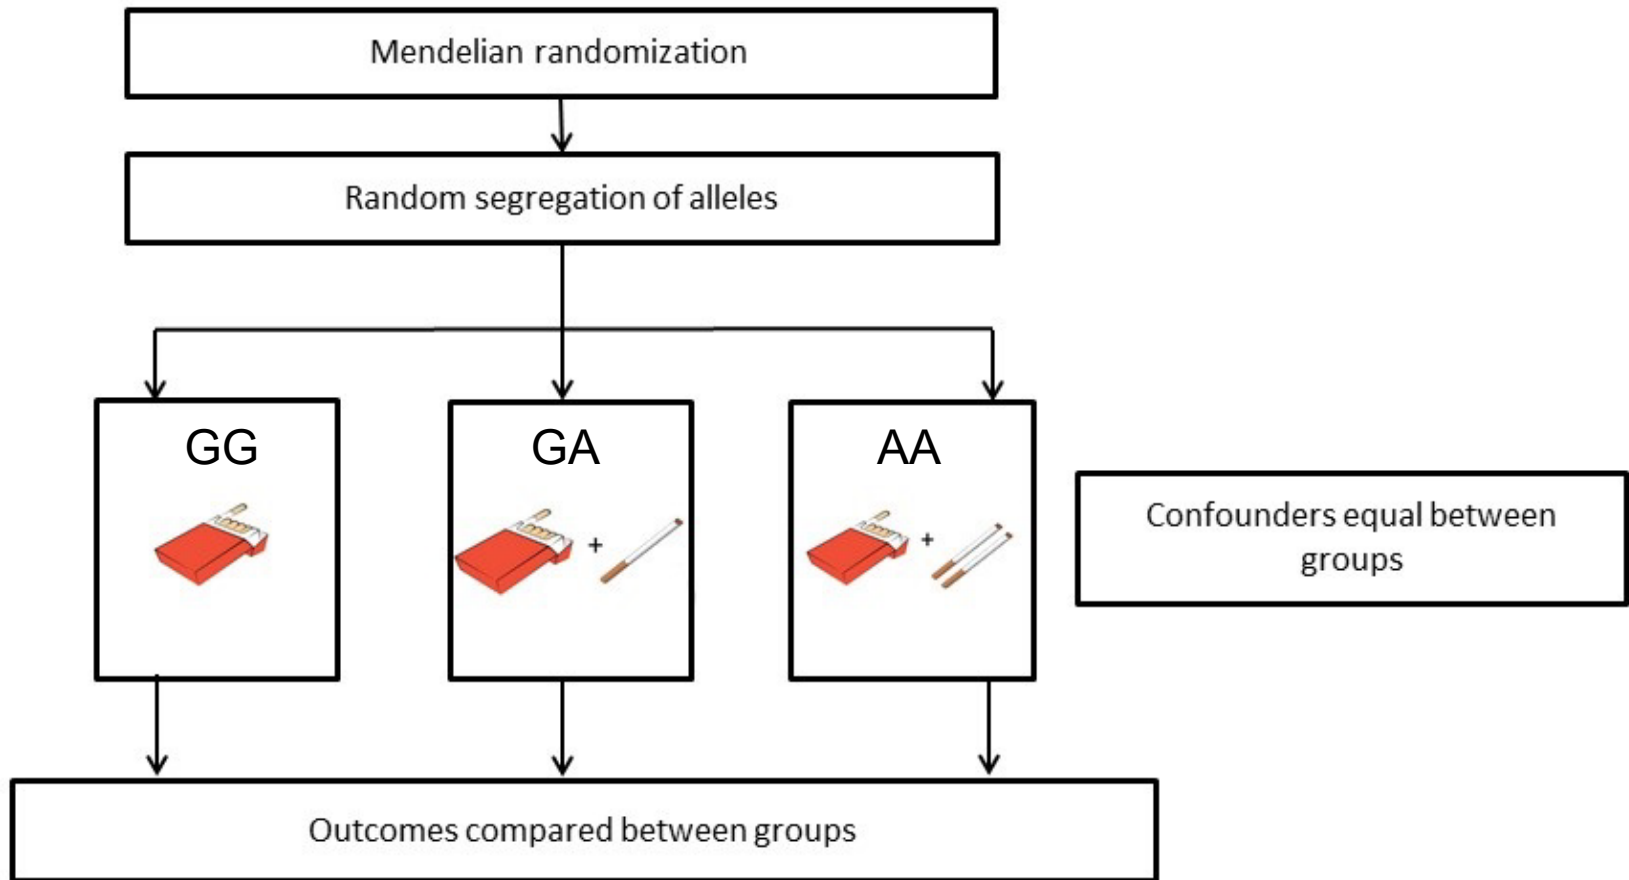 Mendelian randomization
Random segregation of alleles
GG
GA
AA
+
+
Confounders equal between
groups
Outcomes compared between groups